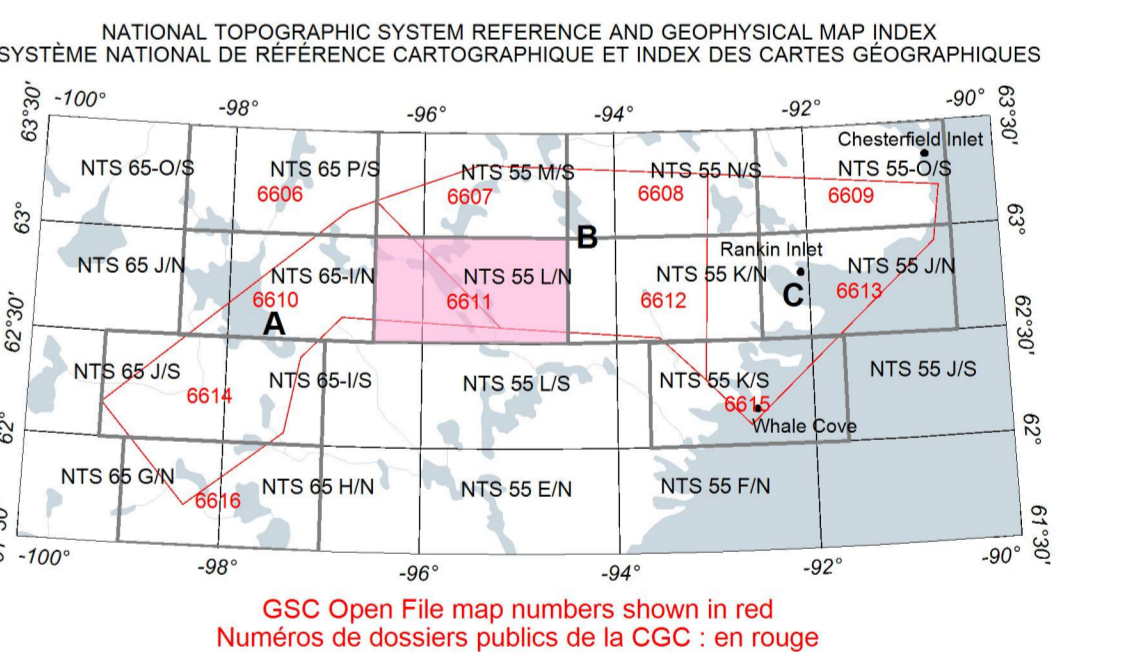 NATIONAL TOPOGRAPHIC SYSTEM REFERENCE AND GEOPHYSICAL MAP INDEX
SYSTÈME NATIONAL DE RÉFÉRENCE CARTOGRAPHIQUE ET INDEX DES CARTES GÉOGRAPHIQUES
-100° -98° -96° -94° -92° -90°
63°30' 63°30'
Chesterfield Inlet
NTS 65-O/S NTS 65 P/S NTS 55 M/S NTS 55 N/S NTS 55-O/S
6606 6607 6608 6609
63° 63°
B
Rankin Inlet
NTS 65 J/N NTS 65-I/N NTS 55 L/N NTS 55 K/N NTS 55 J/N
6610 6611 6612 C 6613
A
62°30' 62°30'
NTS 65 J/S NTS 65-I/S NTS 55 L/S NTS 55 K/S NTS 55 J/S
6614 6615
Whale Cove
62° 62°
NTS 65 G/N NTS 65 H/N NTS 55 E/N NTS 55 F/N
6616
61°30'
-100° -98° -96° -94° -92° -90°
GSC Open File map numbers shown in red
Numéros de dossiers publics de la CGC : en rouge